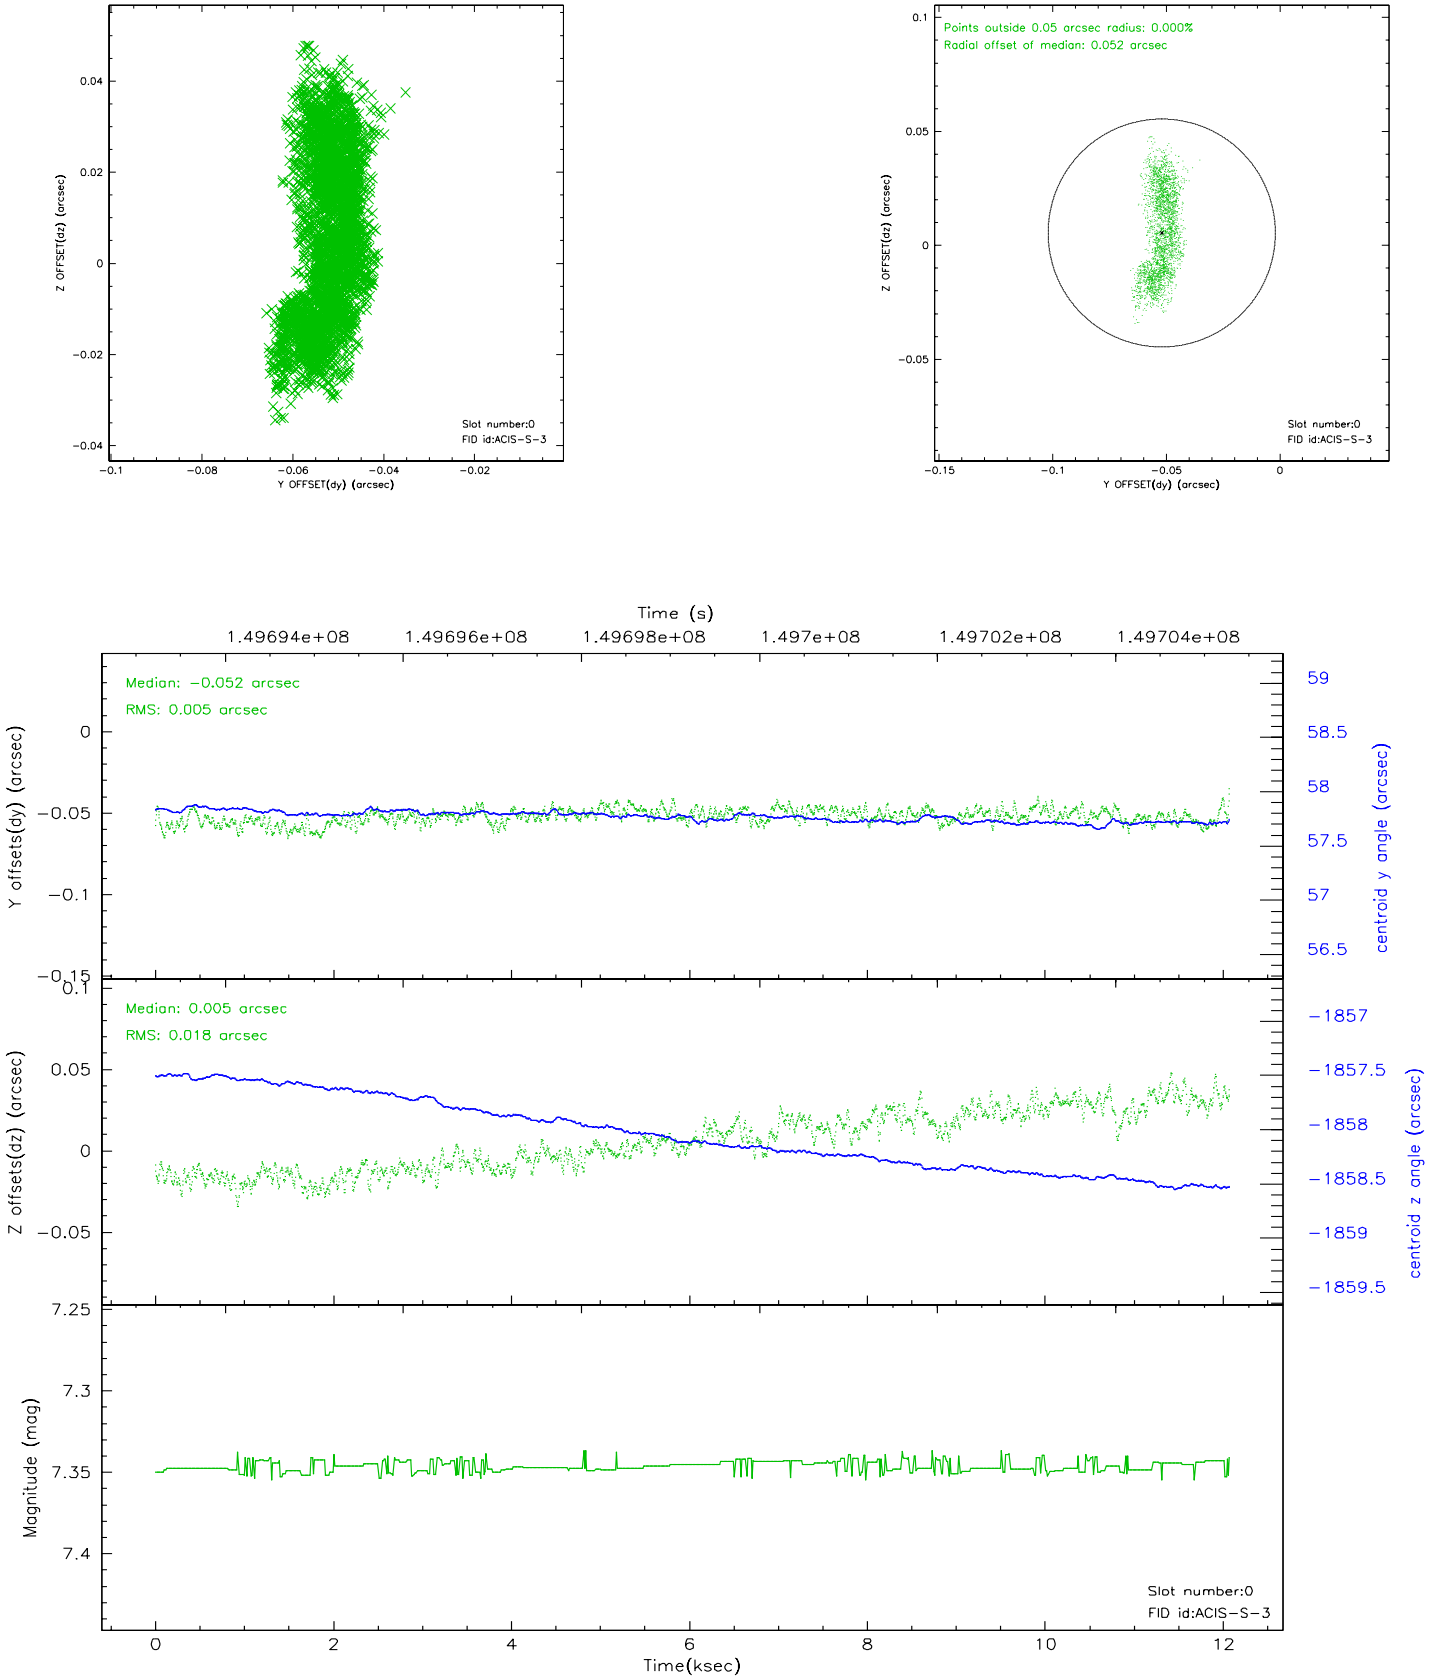 0.04
0.02
0
-0.02
-0.04
Z OFFSET(dz) (arcsec)
-0.1 -0.08 -0.06 -0.04 -0.02
Y OFFSET(dy) (arcsec)
Slot number:0
FID id:ACIS-S-3
Points outside 0.05 arcsec radius: 0.000%
Radial offset of median: 0.052 arcsec
0.1
0.05
0
-0.05
Z OFFSET(dz) (arcsec)
-0.15 -0.1 -0.05 0
Y OFFSET(dy) (arcsec)
Slot number:0
FID id:ACIS-S-3
Time (s)
1.49694e+08 1.49696e+08 1.49698e+08 1.497e+08 1.49702e+08 1.49704e+08
Median: -0.052 arcsec
RMS: 0.005 arcsec
0
-0.05
-0.1
-0.15
Y offsets(dy) (arcsec)
59
58.5
58
57.5
57
56.5
centroid y angle (arcsec)
Median: 0.005 arcsec
RMS: 0.018 arcsec
0.1
0.05
0
-0.05
Z offsets(dz) (arcsec)
-1857
-1857.5
-1858
-1858.5
-1859
-1859.5
centroid z angle (arcsec)
7.25
7.3
7.35
7.4
Magnitude (mag)
Slot number:0
FID id:ACIS-S-3
0 2 4 6 8 10 12
Time(ksec)